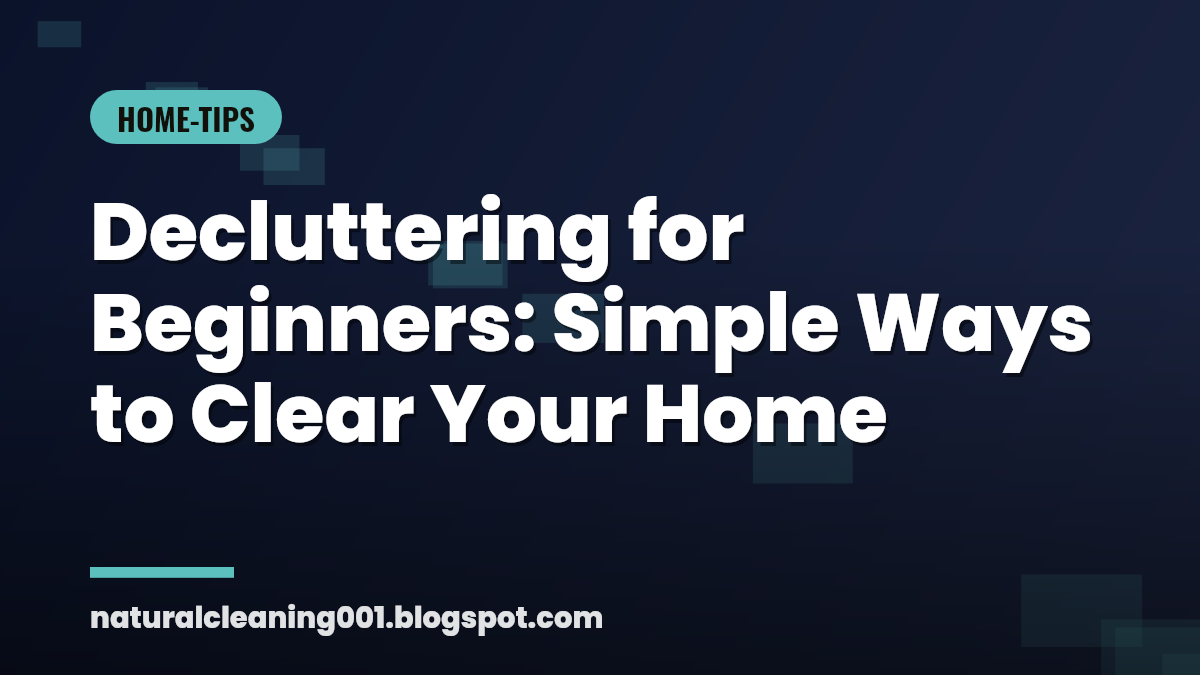 HOME-TIPS
Decluttering for
Beginners: Simple Ways
to Clear Your Home
naturalcleaning001.blogspot.com